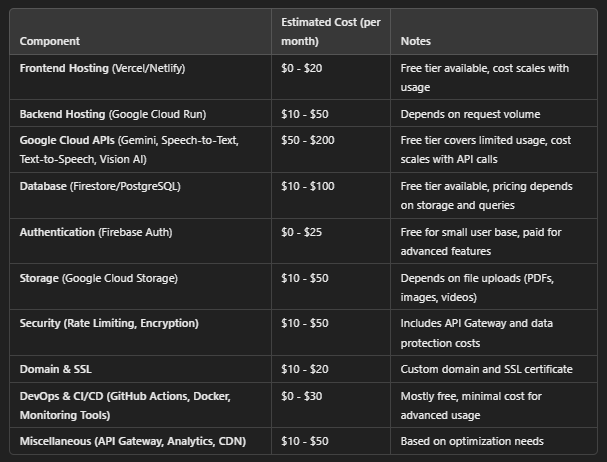 Component
Estimated Cost (per
month)
Notes
Frontend Hosting (Vercel/Netlify)
$0 - $20
Free tier available, cost scales with
usage
Backend Hosting (Google Cloud Run)
$10 - $50
Depends on request volume
Google Cloud APIs (Gemini, Speech-to-Text,
Text-to-Speech, Vision AI)
$50 - $200
Free tier covers limited usage, cost
scales with API calls
Database (Firestore/PostgreSQL)
$10 - $100
Free tier available, pricing depends
on storage and queries
Authentication (Firebase Auth)
$0 - $25
Free for small user base, paid for
advanced features
Storage (Google Cloud Storage)
$10 - $50
Depends on file uploads (PDFs,
images, videos)
Security (Rate Limiting, Encryption)
$10 - $50
Includes API Gateway and data
protection costs
Domain & SSL
$10 - $20
Custom domain and SSL certificate
DevOps & CI/CD (GitHub Actions, Docker,
Monitoring Tools)
$0 - $30
Mostly free, minimal cost for
advanced usage
Miscellaneous (API Gateway, Analytics, CDN)
$10 - $50
Based on optimization needs